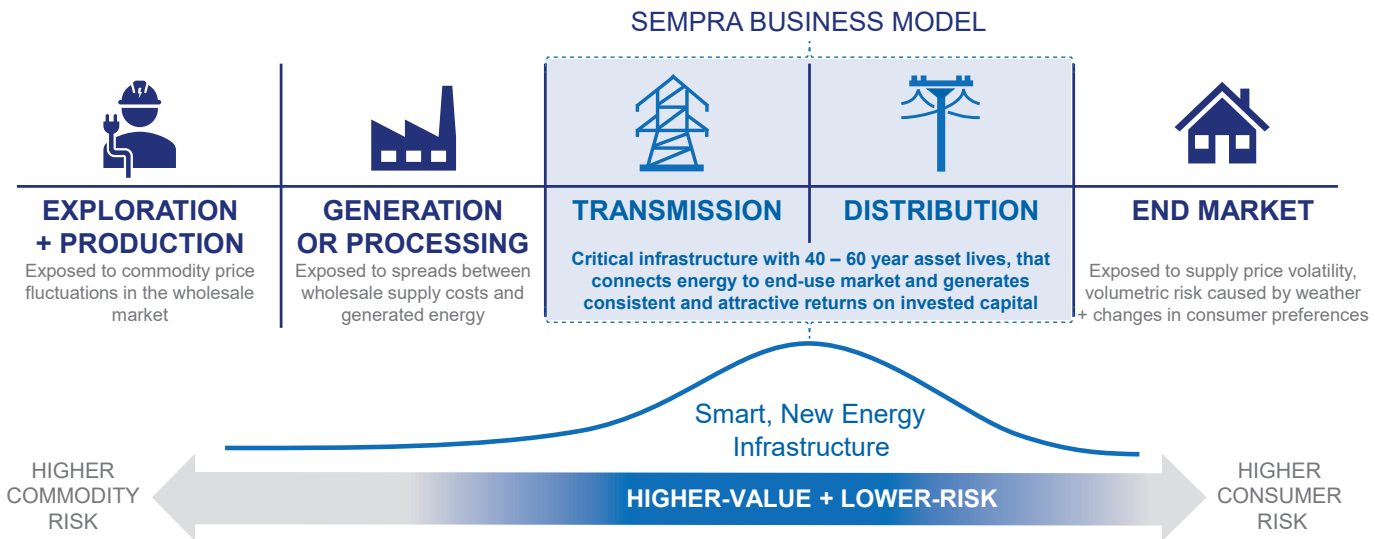 SEMPRA BUSINESS MODEL
EXPLORATION
+ PRODUCTION
Exposed to commodity price
fluctuations in the wholesale
market
GENERATION
OR PROCESSING
Exposed to spreads between
wholesale supply costs and
generated energy
TRANSMISSION
DISTRIBUTION
Critical infrastructure with 40 – 60 year asset lives, that
connects energy to end-use market and generates
consistent and attractive returns on invested capital
END MARKET
Exposed to supply price volatility,
volumetric risk caused by weather
+ changes in consumer preferences
Smart, New Energy
Infrastructure
HIGHER
COMMODITY
RISK
HIGHER-VALUE + LOWER-RISK
HIGHER
CONSUMER
RISK